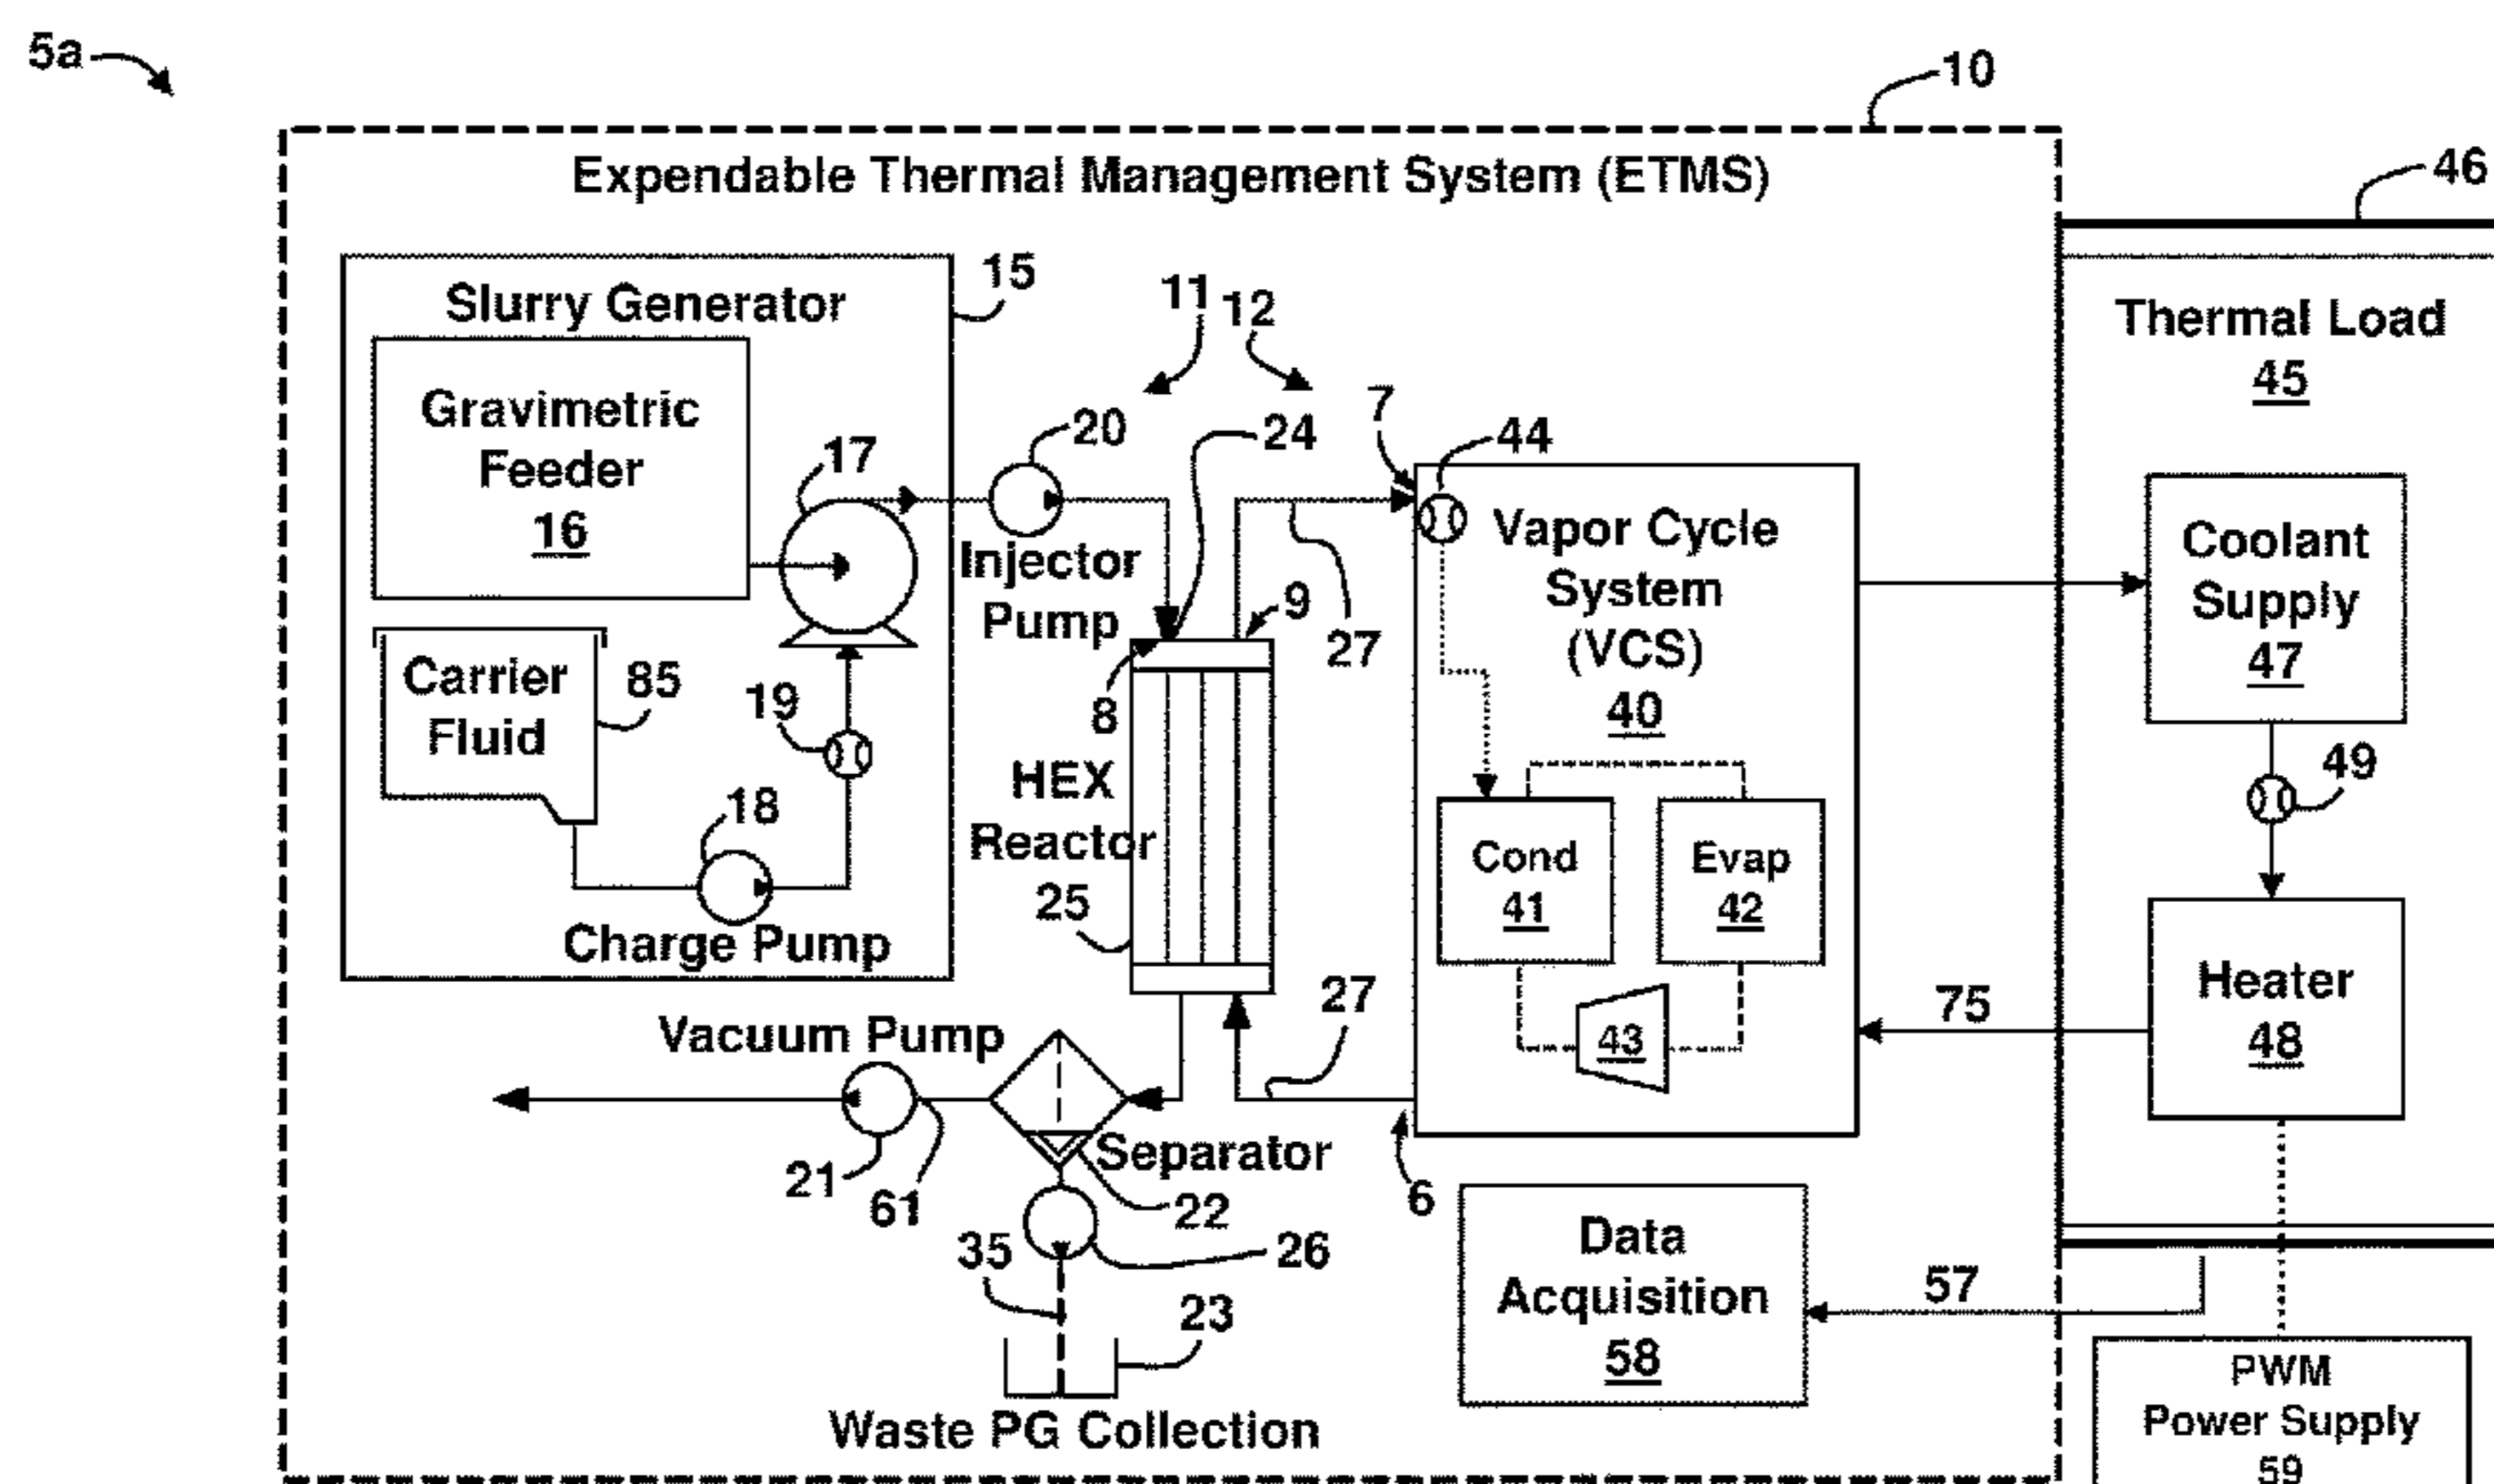 5a
10
Expendable Thermal Management System (ETMS)
46
15
Slurry Generator
11
12
Thermal Load
45
Gravimetric
Feeder
16
17
20
24
7
44
Injector
Pump
9
27
8
Vapor Cycle
System
(VCS)
40
Coolant
Supply
47
Carrier
Fluid
85
19
18
Charge Pump
HEX
Reactor
25
49
Cond
41
Evap
42
43
Heater
48
75
27
Vacuum Pump
21
61
Separator
22
6
35
26
23
Waste PG Collection
Data
Acquisition
58
57
PWM
Power Supply
59